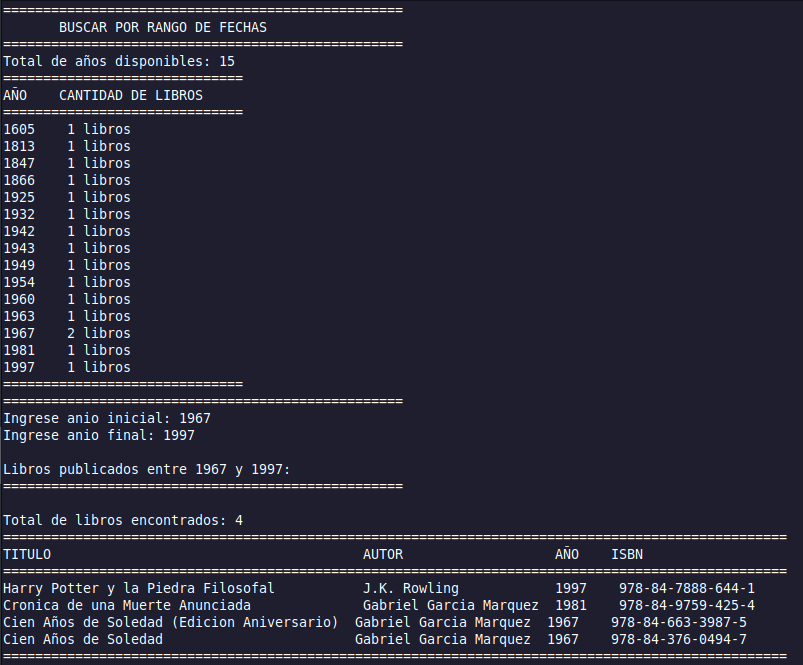 ==================================================
       BUSCAR POR RANGO DE FECHAS
==================================================
Total de años disponibles: 15
==============================
AÑO    CANTIDAD DE LIBROS
==============================
1605    1 libros
1813    1 libros
1847    1 libros
1866    1 libros
1925    1 libros
1932    1 libros
1942    1 libros
1943    1 libros
1949    1 libros
1954    1 libros
1960    1 libros
1963    1 libros
1967    2 libros
1981    1 libros
1997    1 libros
==============================
==================================================
Ingrese anio inicial: 1967
Ingrese anio final: 1997

Libros publicados entre 1967 y 1997:
==================================================

Total de libros encontrados: 4
==================================================================================================
TITULO                                       AUTOR                   AÑO    ISBN
==================================================================================================
Harry Potter y la Piedra Filosofal           J.K. Rowling            1997    978-84-7888-644-1
Cronica de una Muerte Anunciada              Gabriel Garcia Marquez  1981    978-84-9759-425-4
Cien Años de Soledad (Edicion Aniversario)  Gabriel Garcia Marquez  1967    978-84-663-3987-5
Cien Años de Soledad                        Gabriel Garcia Marquez  1967    978-84-376-0494-7
==================================================================================================